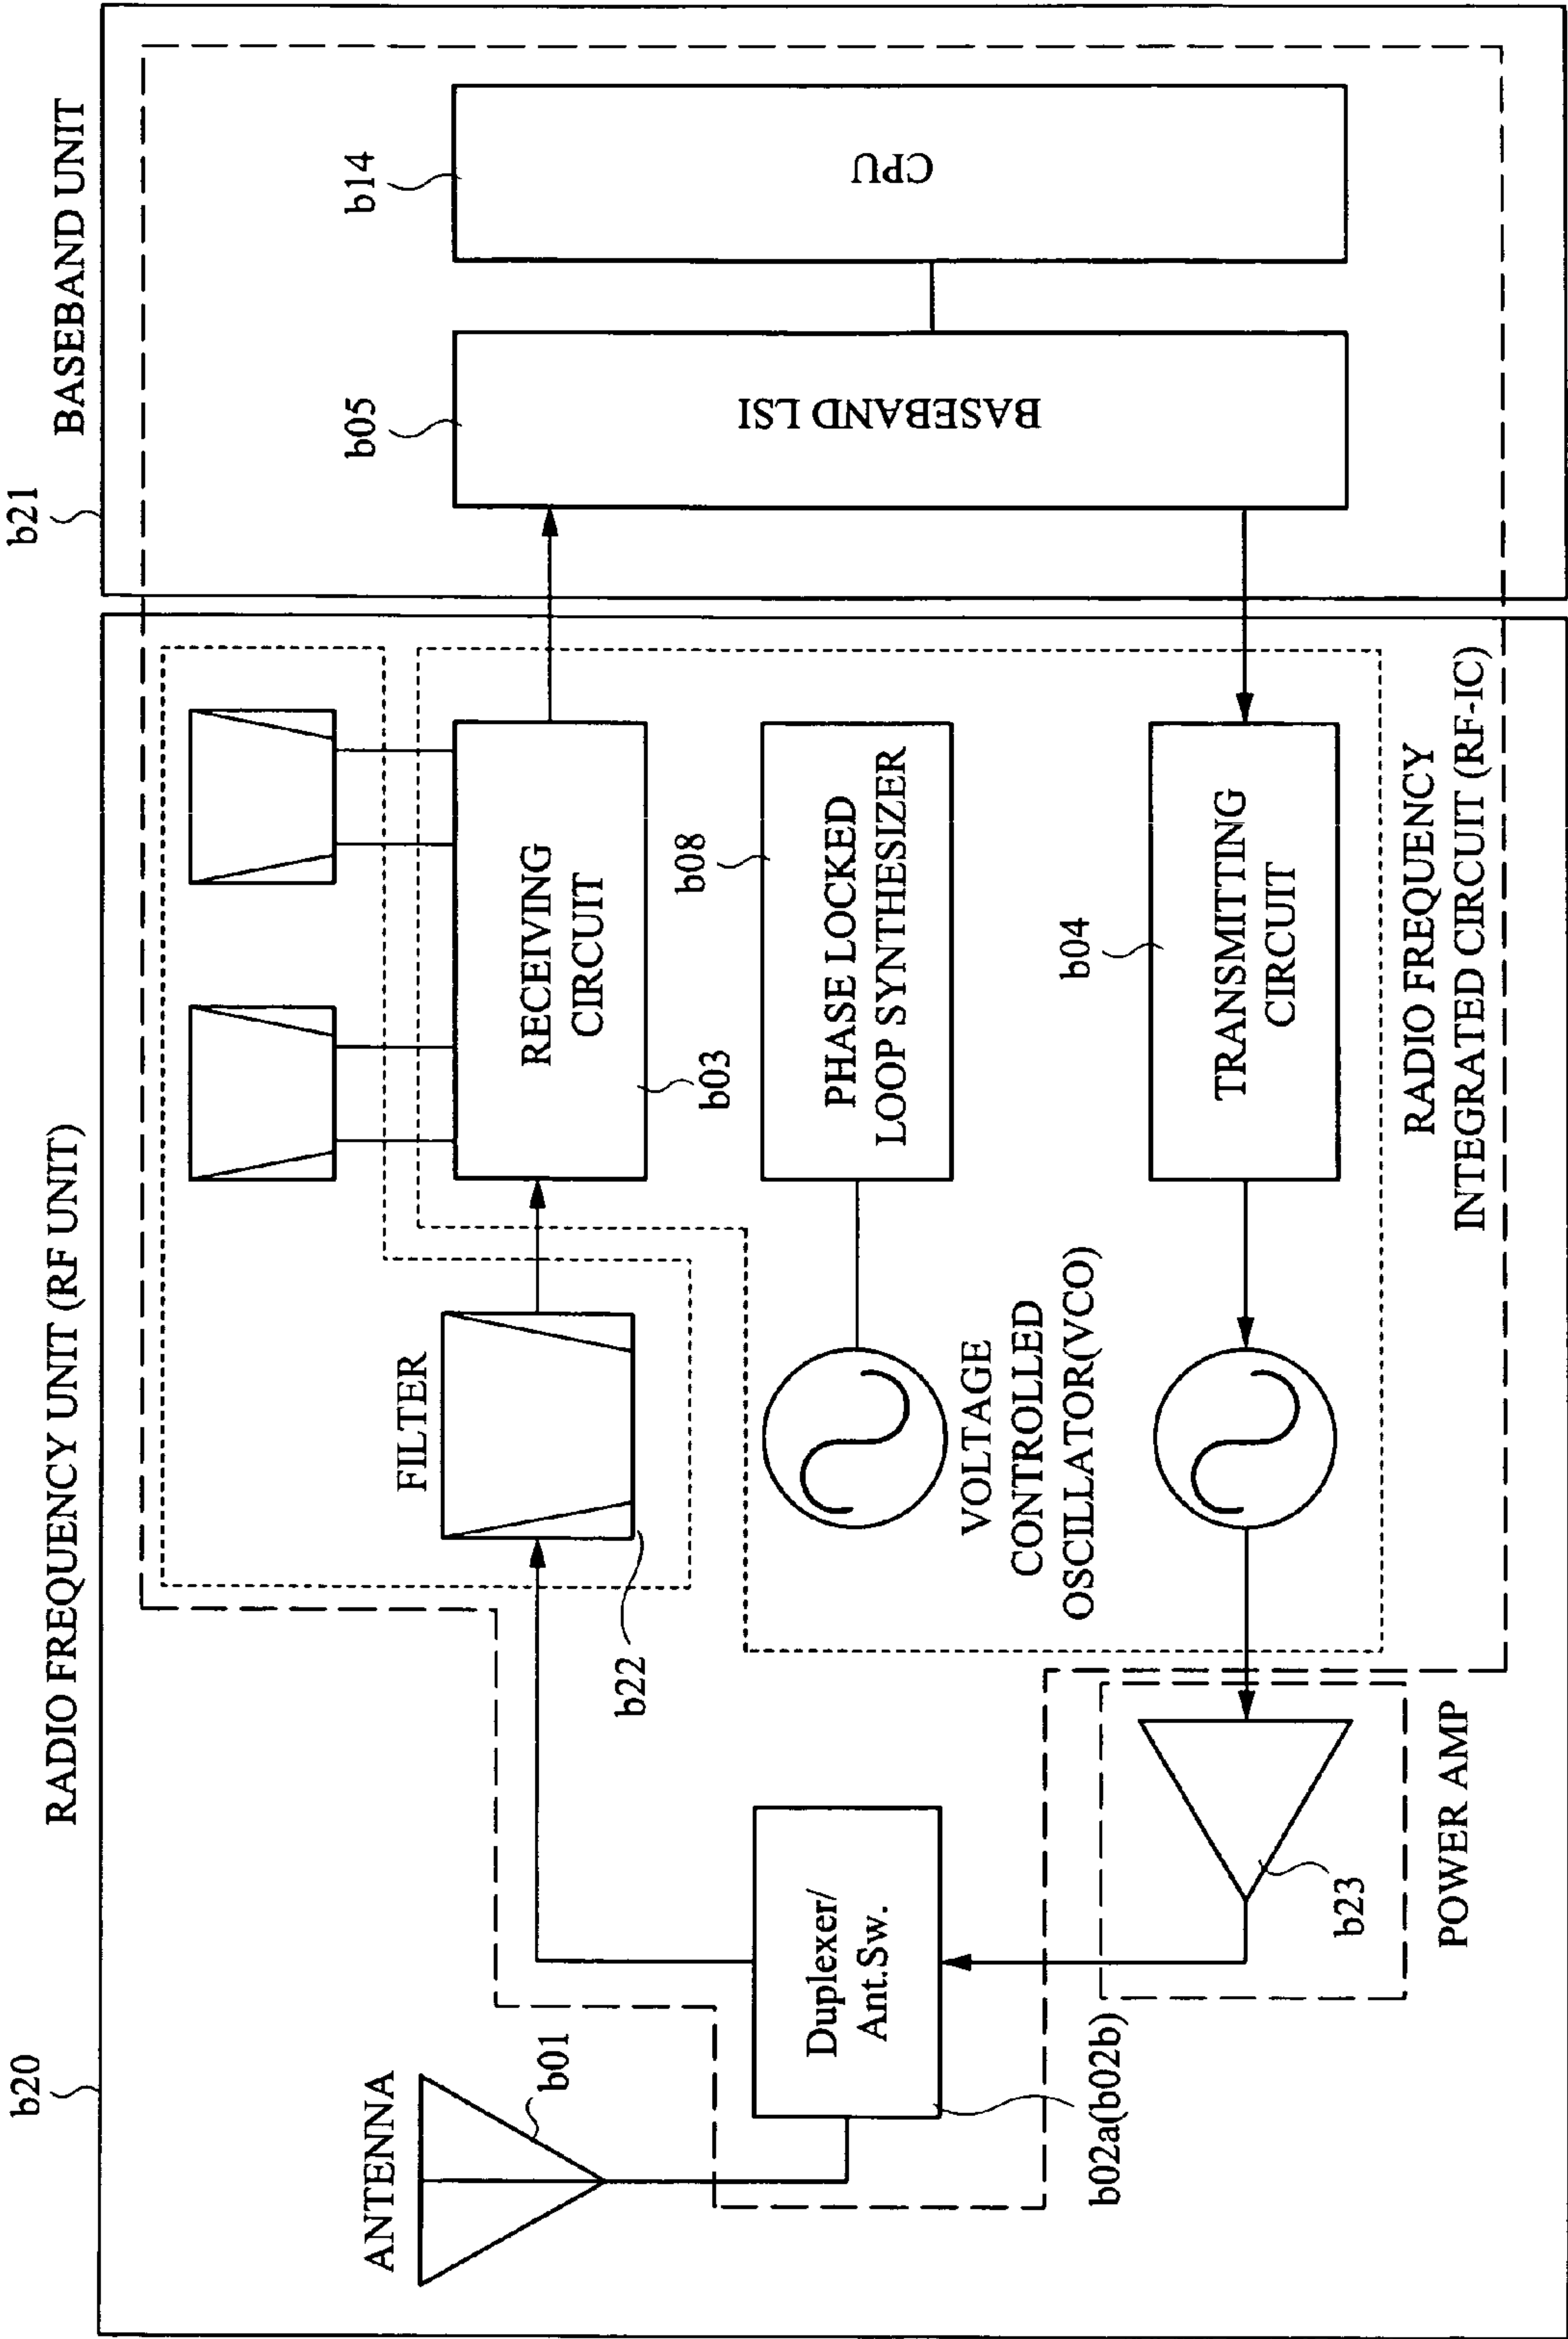 b20
RADIO FREQUENCY UNIT (RF UNIT)
b21
BASEBAND UNIT
ANTENNA
b01
FILTER
b22
RECEIVING
CIRCUIT
b03
b05
BASEBAND LSI
b14
CPU
Duplexer/
Ant.Sw.
b02a(b02b)
VOLTAGE
CONTROLLED
OSCILLATOR(VCO)
b08
PHASE LOCKED
LOOP SYNTHESIZER
b04
TRANSMITTING
CIRCUIT
b23
POWER AMP
RADIO FREQUENCY
INTEGRATED CIRCUIT (RF-IC)